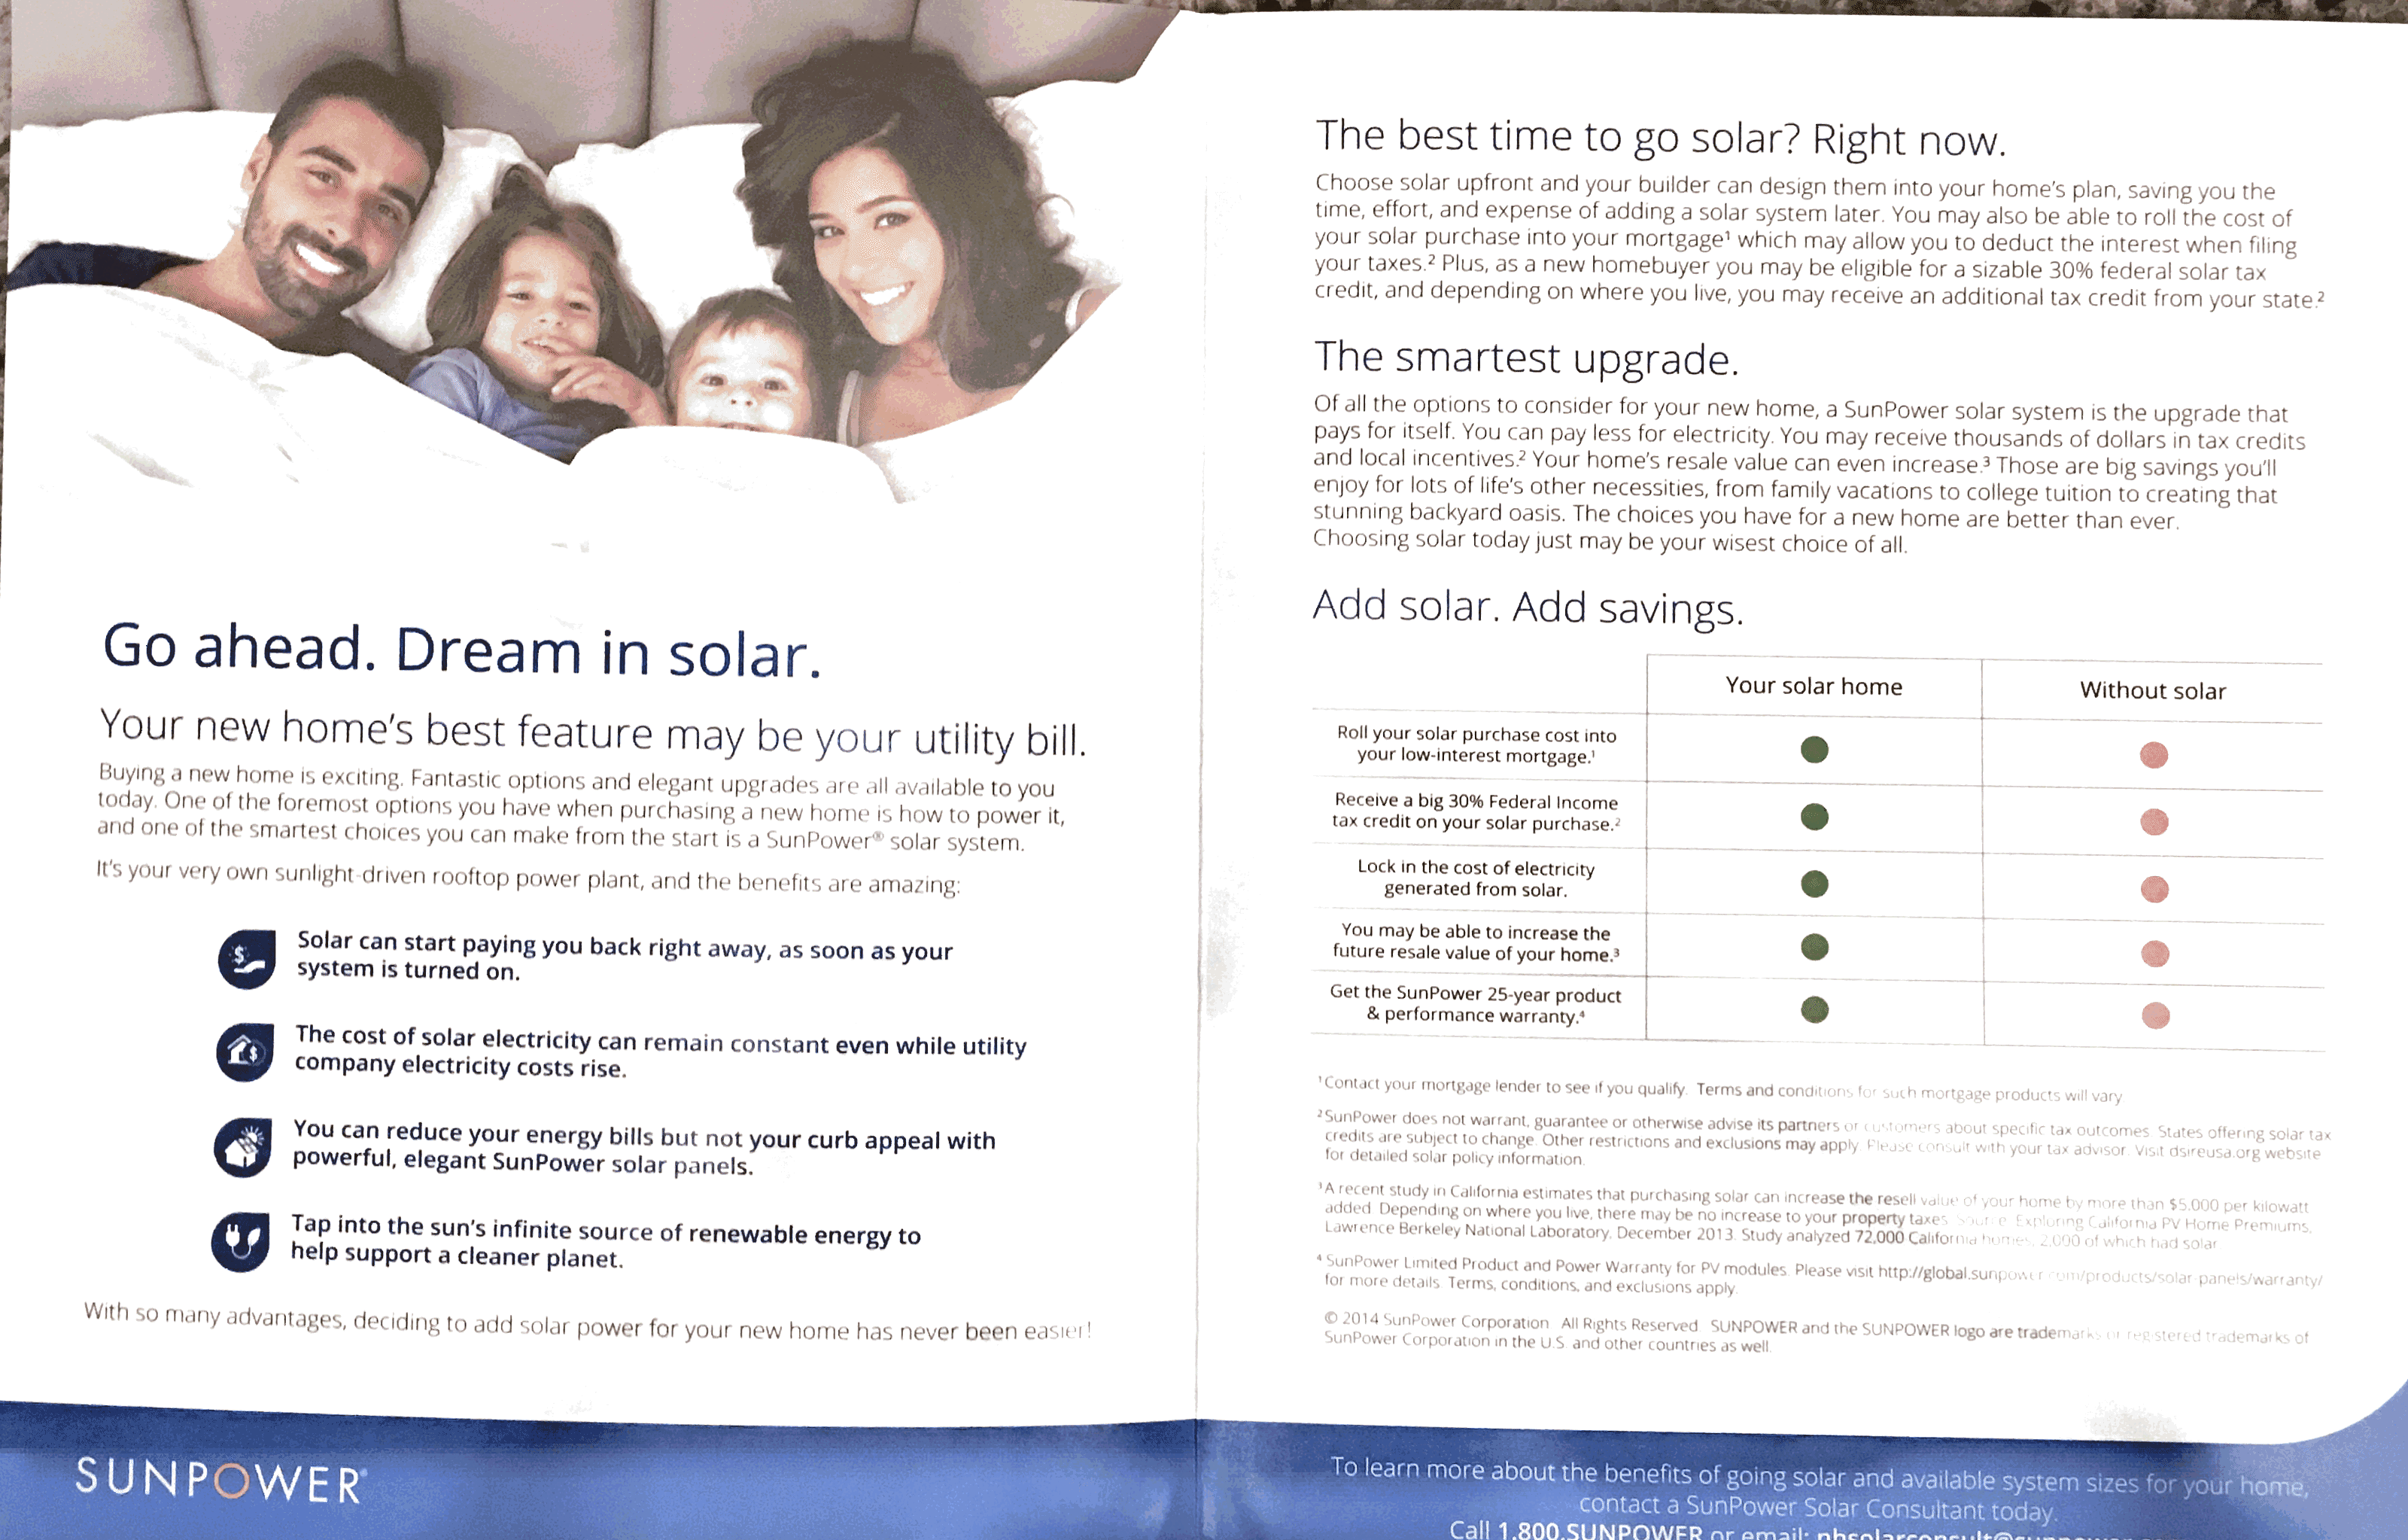 Go ahead. Dream in solar.
Your new home's best feature may be your utility bill.
Buying a new home is exciting. Fantastic options and elegant upgrades are all available to you
today. One of the foremost options you have when purchasing a new home is how to power it,
and one of the smartest choices you can make from the start is a SunPower® solar system.
It's your very own sunlight-driven rooftop power plant, and the benefits are amazing:
Solar can start paying you back right away, as soon as your
system is turned on.
The cost of solar electricity can remain constant even while utility
company electricity costs rise.
You can reduce your energy bills but not your curb appeal with
powerful, elegant SunPower solar panels.
Tap into the sun's infinite source of renewable energy to
help support a cleaner planet.
With so many advantages, deciding to add solar power for your new home has never been easier!
SUNPOWER®
The best time to go solar? Right now.
Choose solar upfront and your builder can design them into your home's plan, saving you the
time, effort, and expense of adding a solar system later. You may also be able to roll the cost of
your solar purchase into your mortgage¹ which may allow you to deduct the interest when filing
your taxes.² Plus, as a new homebuyer you may be eligible for a sizable 30% federal solar tax
credit, and depending on where you live, you may receive an additional tax credit from your state.²
The smartest upgrade.
Of all the options to consider for your new home, a SunPower solar system is the upgrade that
pays for itself. You can pay less for electricity. You may receive thousands of dollars in tax credits
and local incentives.² Your home's resale value can even increase.³ Those are big savings you'll
enjoy for lots of life's other necessities, from family vacations to college tuition to creating that
stunning backyard oasis. The choices you have for a new home are better than ever.
Choosing solar today just may be your wisest choice of all.
Add solar. Add savings.
Your solar home Without solar
Roll your solar purchase cost into
your low-interest mortgage.¹
Receive a big 30% Federal Income
tax credit on your solar purchase.²
Lock in the cost of electricity
generated from solar.
You may be able to increase the
future resale value of your home.³
Get the SunPower 25-year product
& performance warranty.⁴
¹Contact your mortgage lender to see if you qualify. Terms and conditions for such mortgage products will vary
²SunPower does not warrant, guarantee or otherwise advise its partners or customers about specific tax outcomes. States offering solar tax
credits are subject to change. Other restrictions and exclusions may apply. Please consult with your tax advisor. Visit dsireusa.org website
for detailed solar policy information.
³A recent study in California estimates that purchasing solar can increase the resell value of your home by more than $5,000 per kilowatt
added. Depending on where you live, there may be no increase to your property taxes. Source: Exploring California PV Home Premiums,
Lawrence Berkeley National Laboratory, December 2013. Study analyzed 72,000 California homes, 2,000 of which had solar
⁴ SunPower Limited Product and Power Warranty for PV modules. Please visit http://global.sunpower.com/products/solar-panels/warranty/
for more details. Terms, conditions, and exclusions apply.
© 2014 SunPower Corporation. All Rights Reserved. SUNPOWER and the SUNPOWER logo are trademarks or registered trademarks of
SunPower Corporation in the U.S. and other countries as well.
To learn more about the benefits of going solar and available system sizes for your home,
contact a SunPower Solar Consultant today.
Call 1.800.SUNPOWER or email: